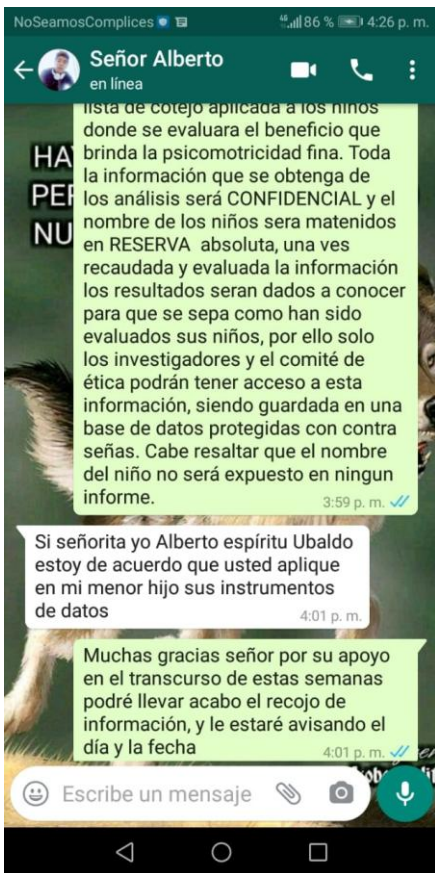 NoSeamosComplices 46 86 % 4:26 p. m.
Señor Alberto
en línea
lista de cotejo aplicada a los niños
donde se evaluara el beneficio que
brinda la psicomotricidad fina. Toda
la información que se obtenga de
los análisis será CONFIDENCIAL y el
nombre de los niños sera matenidos
en RESERVA absoluta, una ves
recaudada y evaluada la información
los resultados seran dados a conocer
para que se sepa como han sido
evaluados sus niños, por ello solo
los investigadores y el comité de
ética podrán tener acceso a esta
información, siendo guardada en una
base de datos protegidas con contra
señas. Cabe resaltar que el nombre
del niño no será expuesto en ningun
informe.
3:59 p. m.
HA
PER
NU
Si señorita yo Alberto espíritu Ubaldo
estoy de acuerdo que usted aplique
en mi menor hijo sus instrumentos
de datos
4:01 p. m.
Muchas gracias señor por su apoyo
en el transcurso de estas semanas
podré llevar acabo el recojo de
información, y le estaré avisando el
día y la fecha
4:01 p. m.
Escribe un mensaje